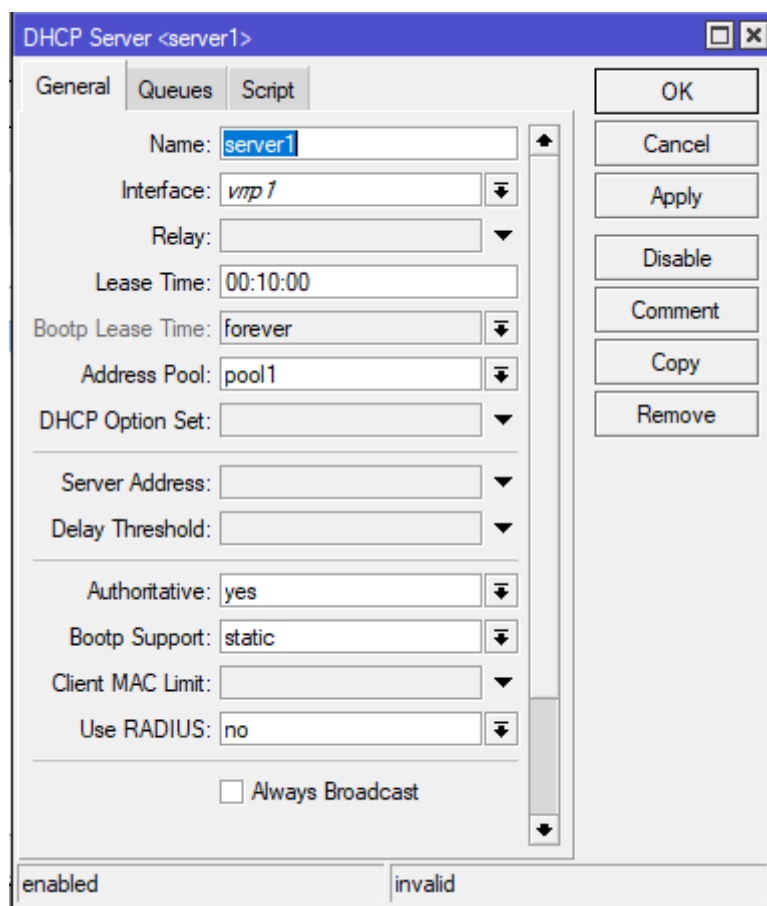 DHCP Server <server1>
General Queues Script
Name: server1
Interface: vrrp1
Relay:
Lease Time: 00:10:00
Bootp Lease Time: forever
Address Pool: pool1
DHCP Option Set:
Server Address:
Delay Threshold:
Authoritative: yes
Bootp Support: static
Client MAC Limit:
Use RADIUS: no
Always Broadcast
OK
Cancel
Apply
Disable
Comment
Copy
Remove
enabled invalid